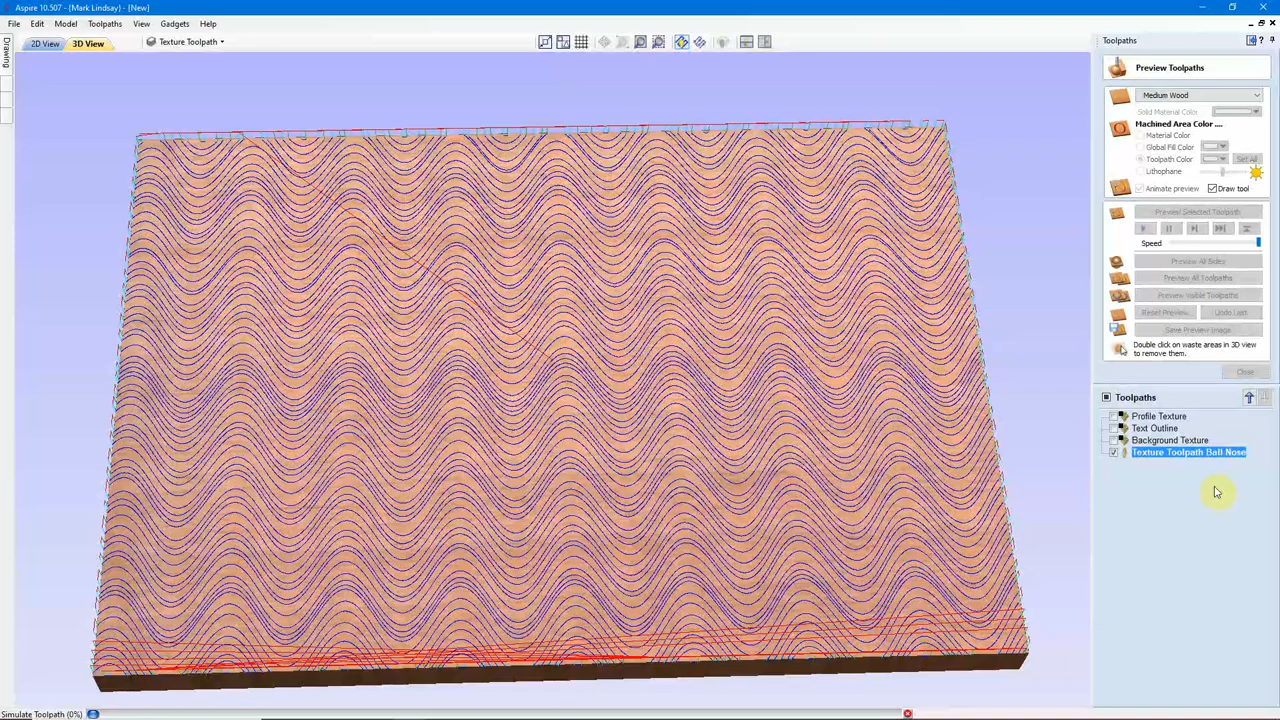 Aspire 10.507 - {Mark Lindsay} - {New}
File Edit Model Toolpaths View Gadgets Help
2D View 3D View Texture Toolpath
Drawing
Toolpaths
Preview Toolpaths
Medium Wood
Solid Material Color
Machined Area Color ....
Material Color
Global Fill Color
Toolpath Color Set All
Lithophane
Animate preview Draw tool
Preview Selected Toolpath
Speed
Preview All Sides
Preview All Toolpaths
Preview Visible Toolpaths
Reset Preview... Undo Last
Save Preview Image
Double click on waste areas in 3D view
to remove them.
Close
Toolpaths
Profile Texture
Text Outline
Background Texture
Texture Toolpath Ball Nose
Simulate Toolpath (0%)